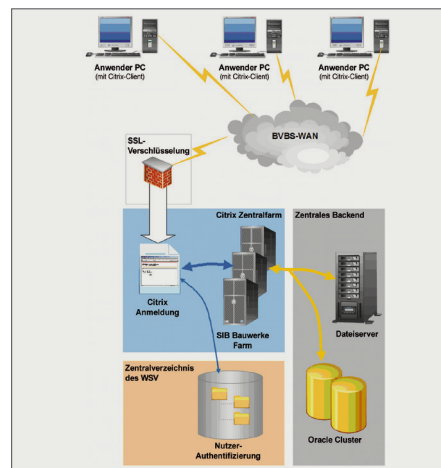 Anwender PC
(mit Citrix-Client)
Anwender PC
(mit Citrix-Client)
Anwender PC
(mit Citrix-Client)
BVBS-WAN
SSL-
Verschlüsselung
Citrix Zentralfarm
Zentrales Backend
Citrix
Anmeldung
SIB Bauwerke
Farm
Dateiserver
Zentralverzeichnis
des WSV
Nutzer-
Authentifizierung
Oracle Cluster